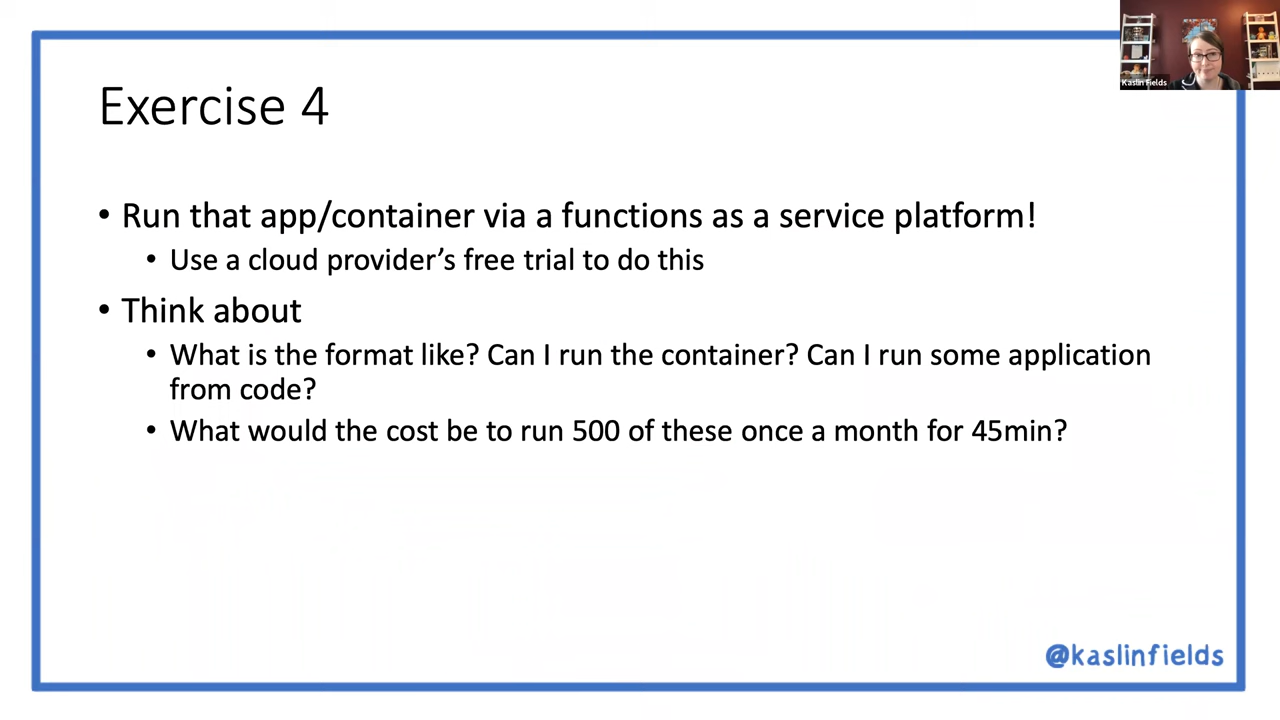 Kaslin Fields
Exercise 4
• Run that app/container via a functions as a service platform!
• Use a cloud provider’s free trial to do this
• Think about
• What is the format like? Can I run the container? Can I run some application
from code?
• What would the cost be to run 500 of these once a month for 45min?
@kaslinfields